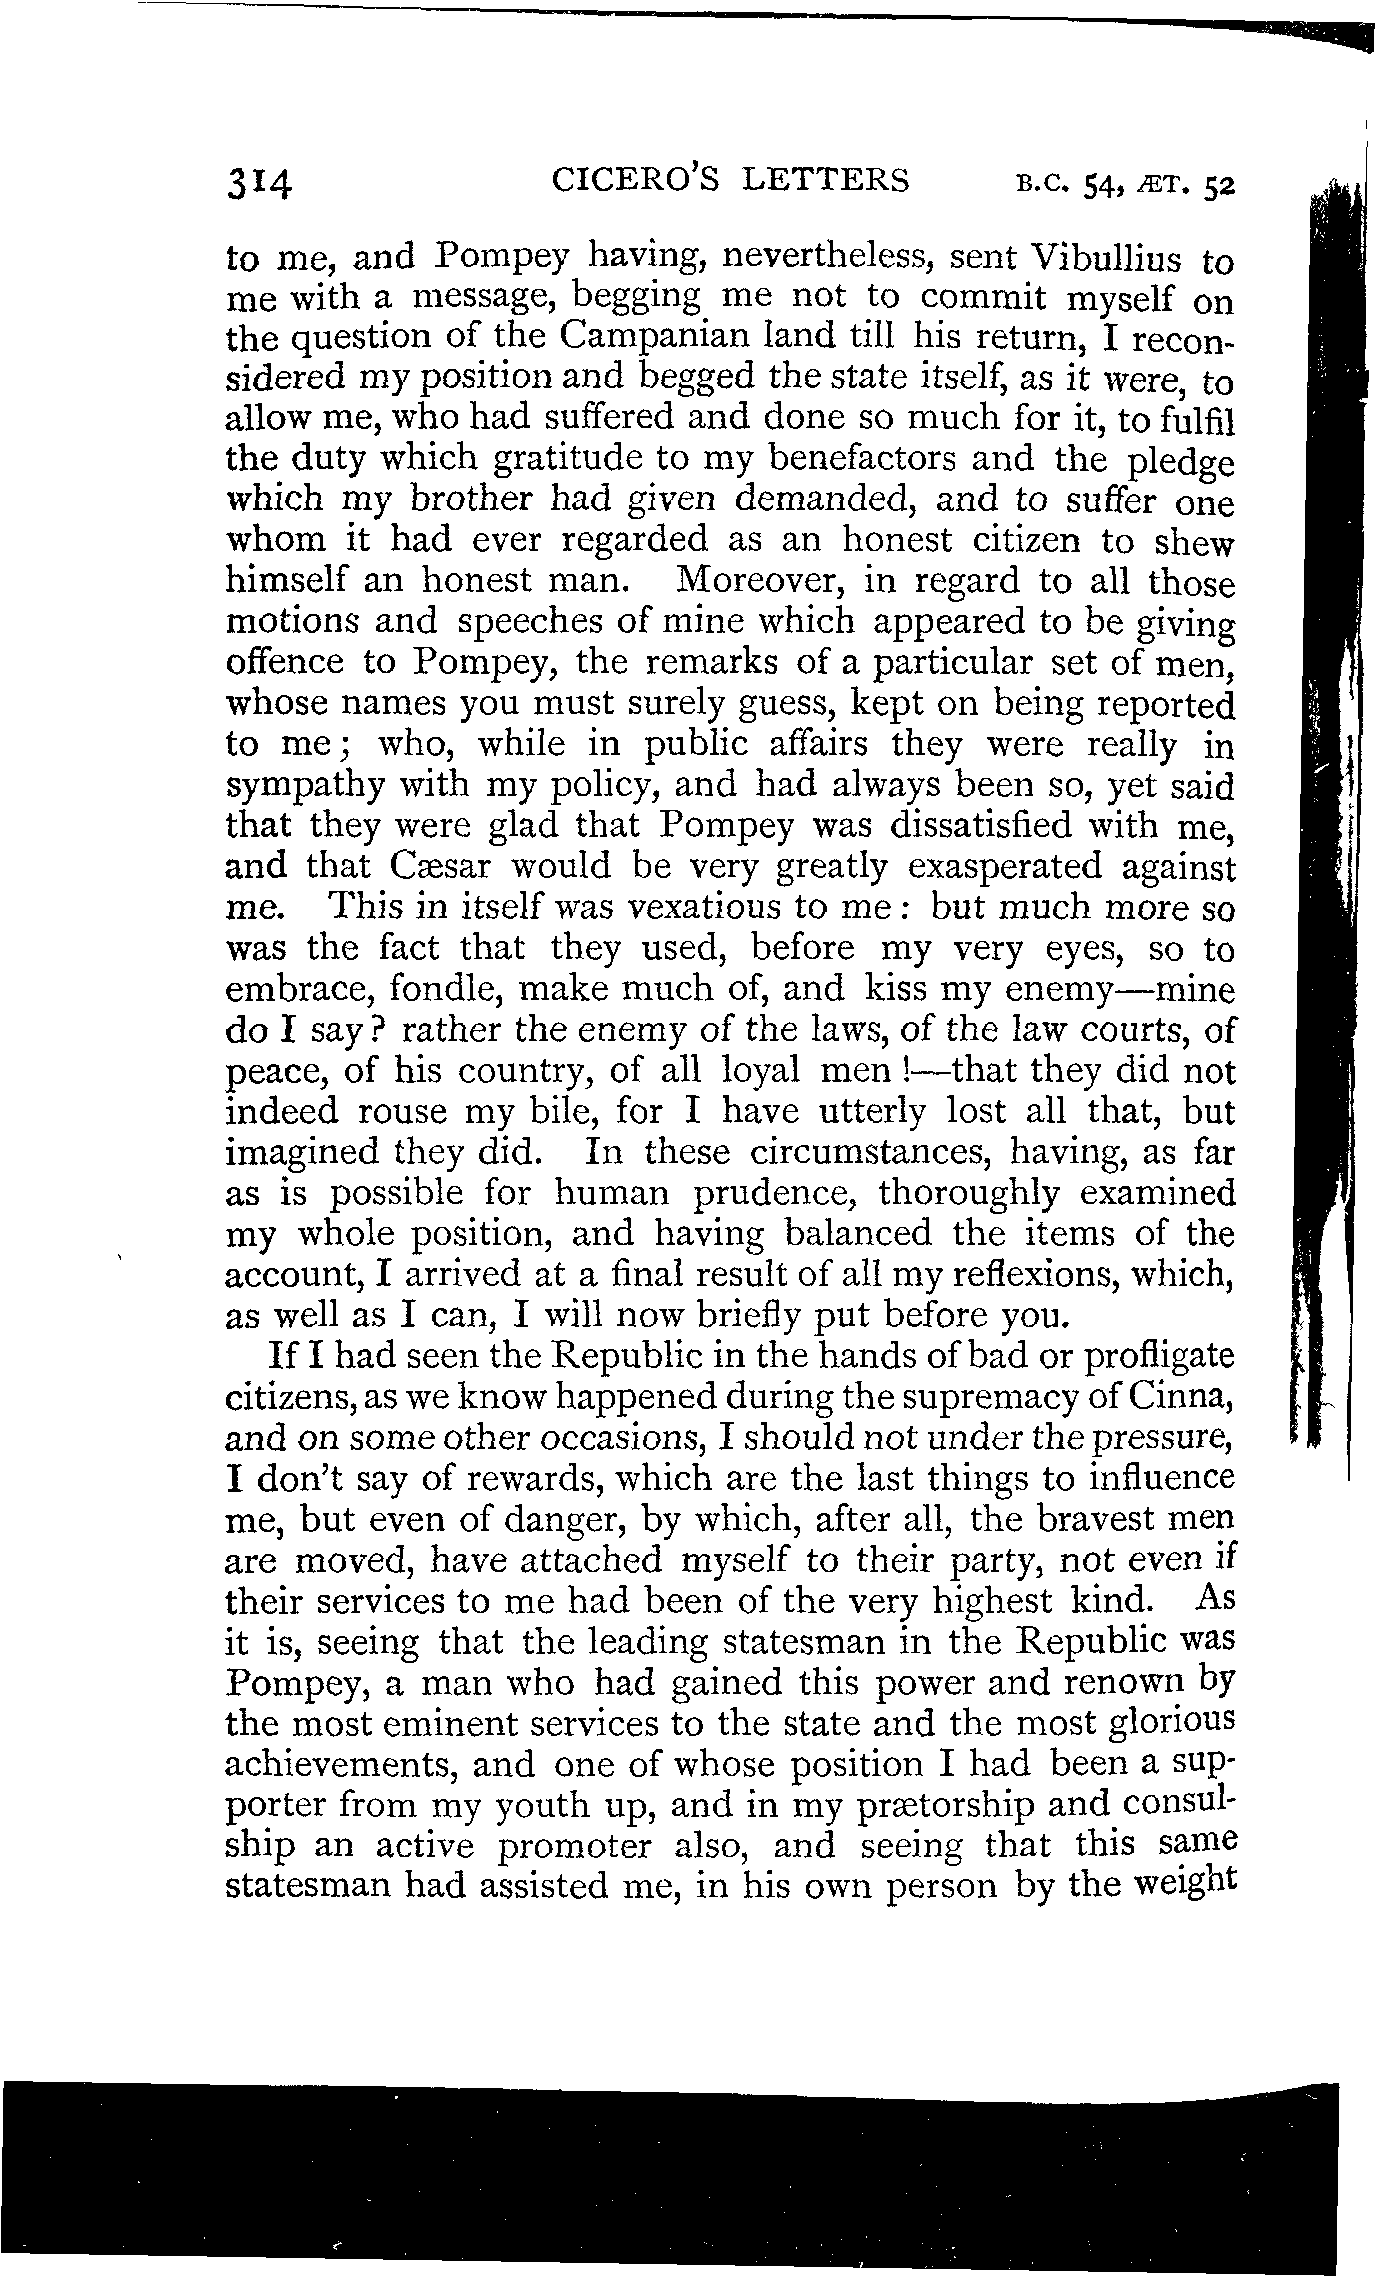 314 CICERO'S LETTERS B.C. 54, ÆT. 52
to me, and Pompey having, nevertheless, sent Vibullius to
me with a message, begging me not to commit myself on
the question of the Campanian land till his return, I recon-
sidered my position and begged the state itself, as it were, to
allow me, who had suffered and done so much for it, to fulfil
the duty which gratitude to my benefactors and the pledge
which my brother had given demanded, and to suffer one
whom it had ever regarded as an honest citizen to shew
himself an honest man. Moreover, in regard to all those
motions and speeches of mine which appeared to be giving
offence to Pompey, the remarks of a particular set of men,
whose names you must surely guess, kept on being reported
to me; who, while in public affairs they were really in
sympathy with my policy, and had always been so, yet said
that they were glad that Pompey was dissatisfied with me,
and that Cæsar would be very greatly exasperated against
me. This in itself was vexatious to me: but much more so
was the fact that they used, before my very eyes, so to
embrace, fondle, make much of, and kiss my enemy—mine
do I say? rather the enemy of the laws, of the law courts, of
peace, of his country, of all loyal men!—that they did not
indeed rouse my bile, for I have utterly lost all that, but
imagined they did. In these circumstances, having, as far
as is possible for human prudence, thoroughly examined
my whole position, and having balanced the items of the
account, I arrived at a final result of all my reflexions, which,
as well as I can, I will now briefly put before you.
If I had seen the Republic in the hands of bad or profligate
citizens, as we know happened during the supremacy of Cinna,
and on some other occasions, I should not under the pressure,
I don't say of rewards, which are the last things to influence
me, but even of danger, by which, after all, the bravest men
are moved, have attached myself to their party, not even if
their services to me had been of the very highest kind. As
it is, seeing that the leading statesman in the Republic was
Pompey, a man who had gained this power and renown by
the most eminent services to the state and the most glorious
achievements, and one of whose position I had been a sup-
porter from my youth up, and in my prætorship and consul-
ship an active promoter also, and seeing that this same
statesman had assisted me, in his own person by the weight